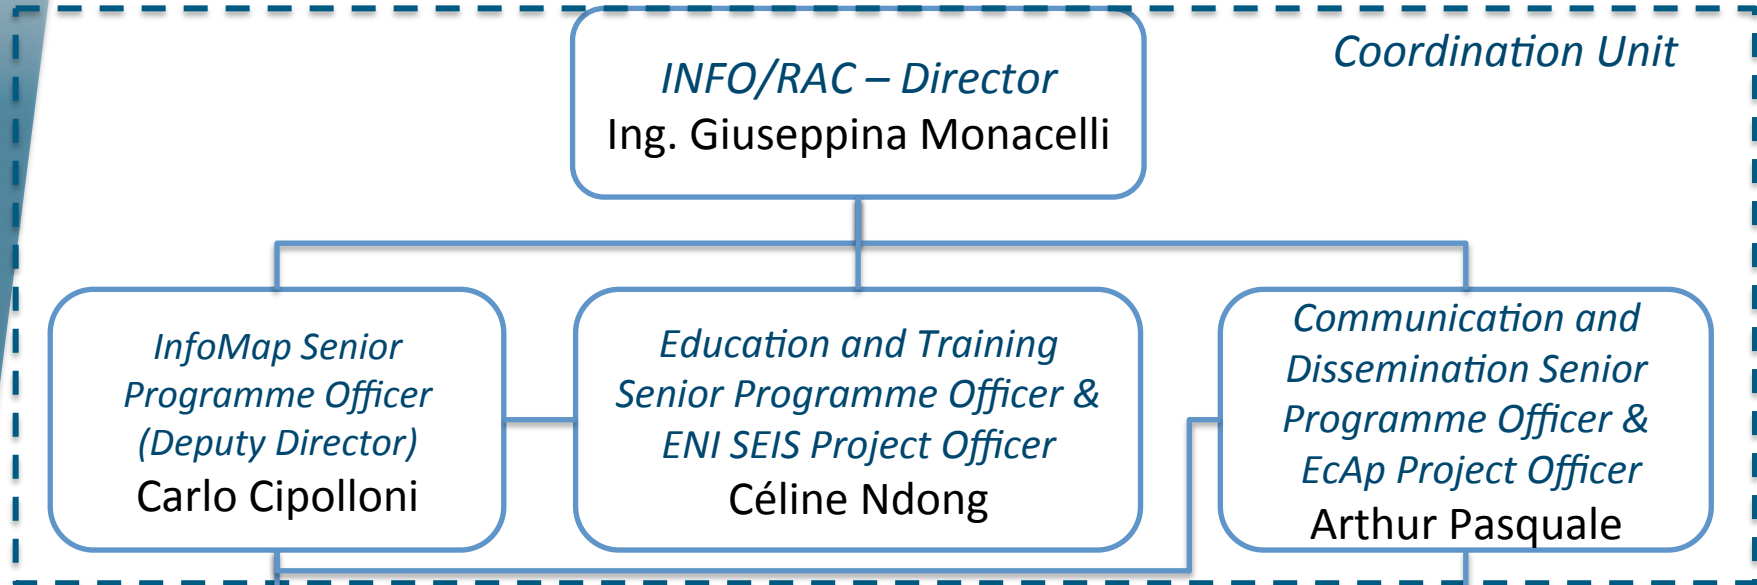 Coordination Unit
INFO/RAC – Director
Ing. Giuseppina Monacelli
InfoMap Senior
Programme Officer
(Deputy Director)
Carlo Cipolloni
Education and Training
Senior Programme Officer &
ENI SEIS Project Officer
Céline Ndong
Communication and
Dissemination Senior
Programme Officer &
EcAp Project Officer
Arthur Pasquale